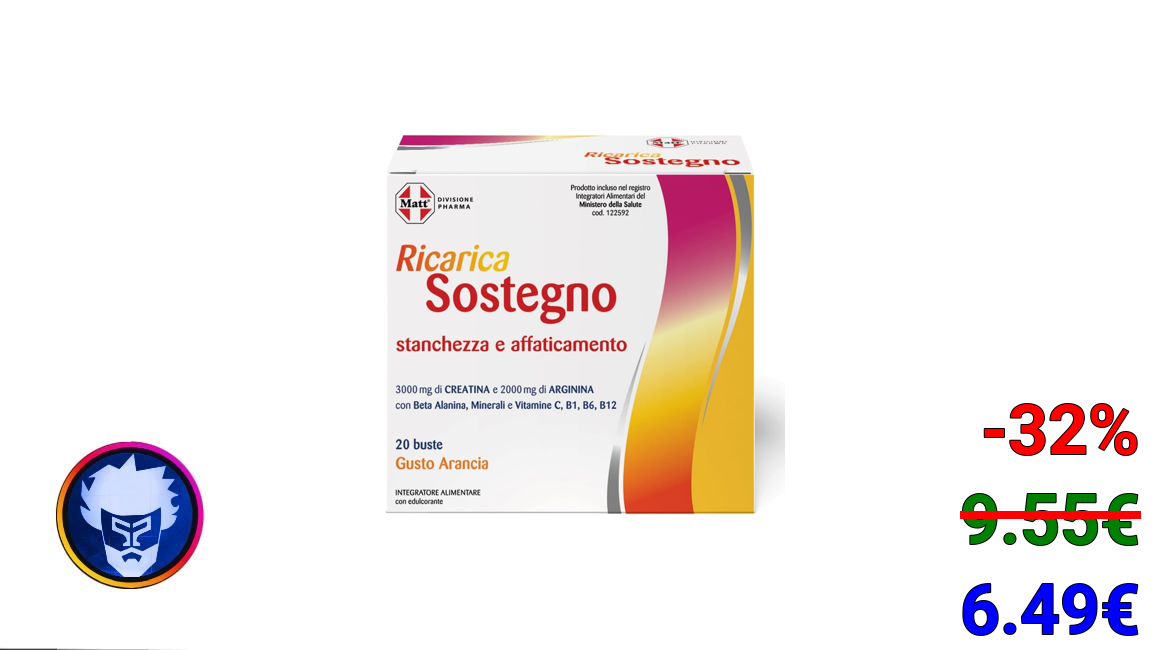 Ricarica
Sostegno
Matt
DIVISIONE
PHARMA
Prodotto incluso nel registro
Integratori Alimentari del
Ministero della Salute
cod. 122592
Ricarica
Sostegno
stanchezza e affaticamento
3000 mg di CREATINA e 2000 mg di ARGININA
con Beta Alanina, Minerali e Vitamine C, B1, B6, B12
20 buste
Gusto Arancia
INTEGRATORE ALIMENTARE
con edulcorante
-32%
9.55€
6.49€